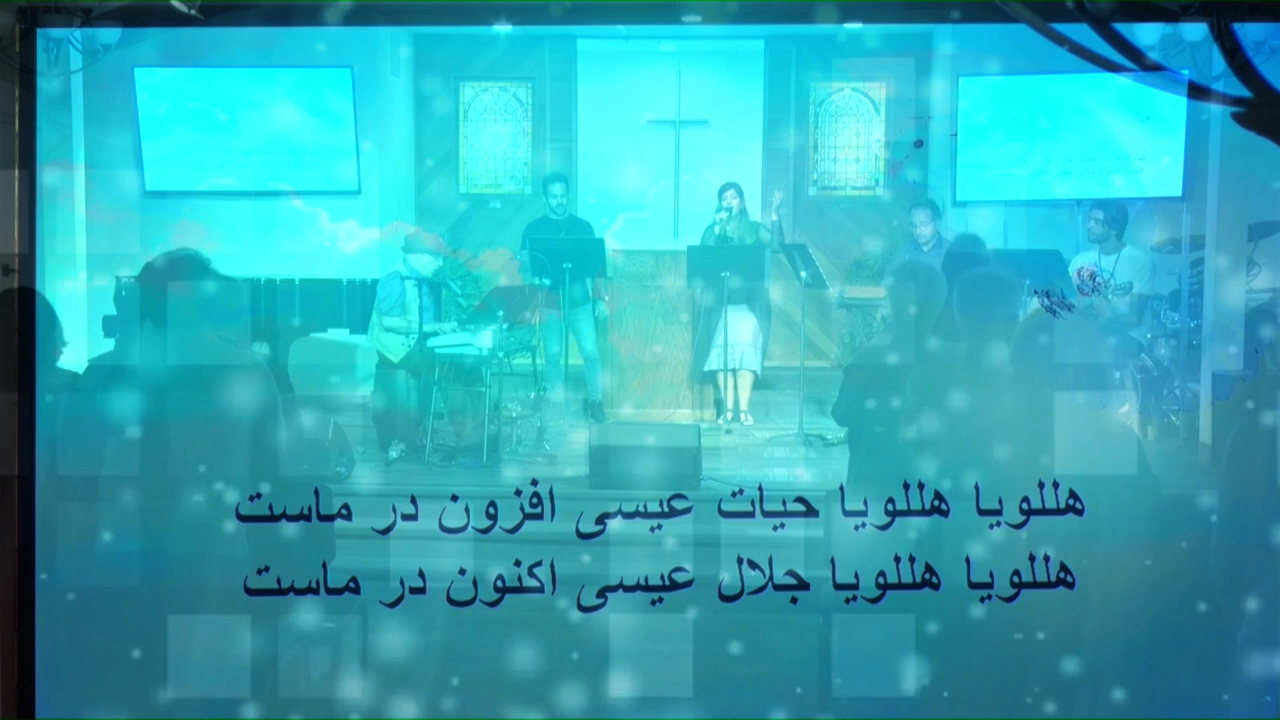 هللویا هللویا حیات عیسی افزون در ماست
هللویا هللویا جلال عیسی اکنون در ماست